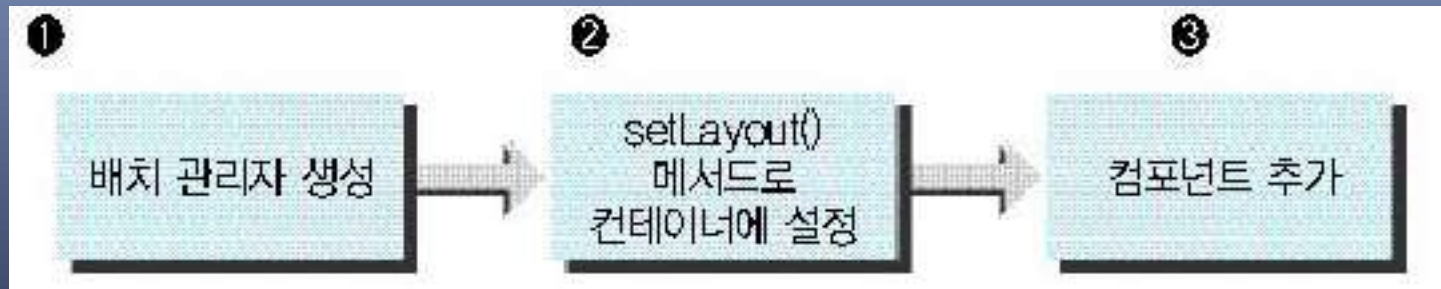 ❶
❷
❸
배치 관리자 생성
setLayout()
메서드로
컨테이너에 설정
컴포넌트 추가